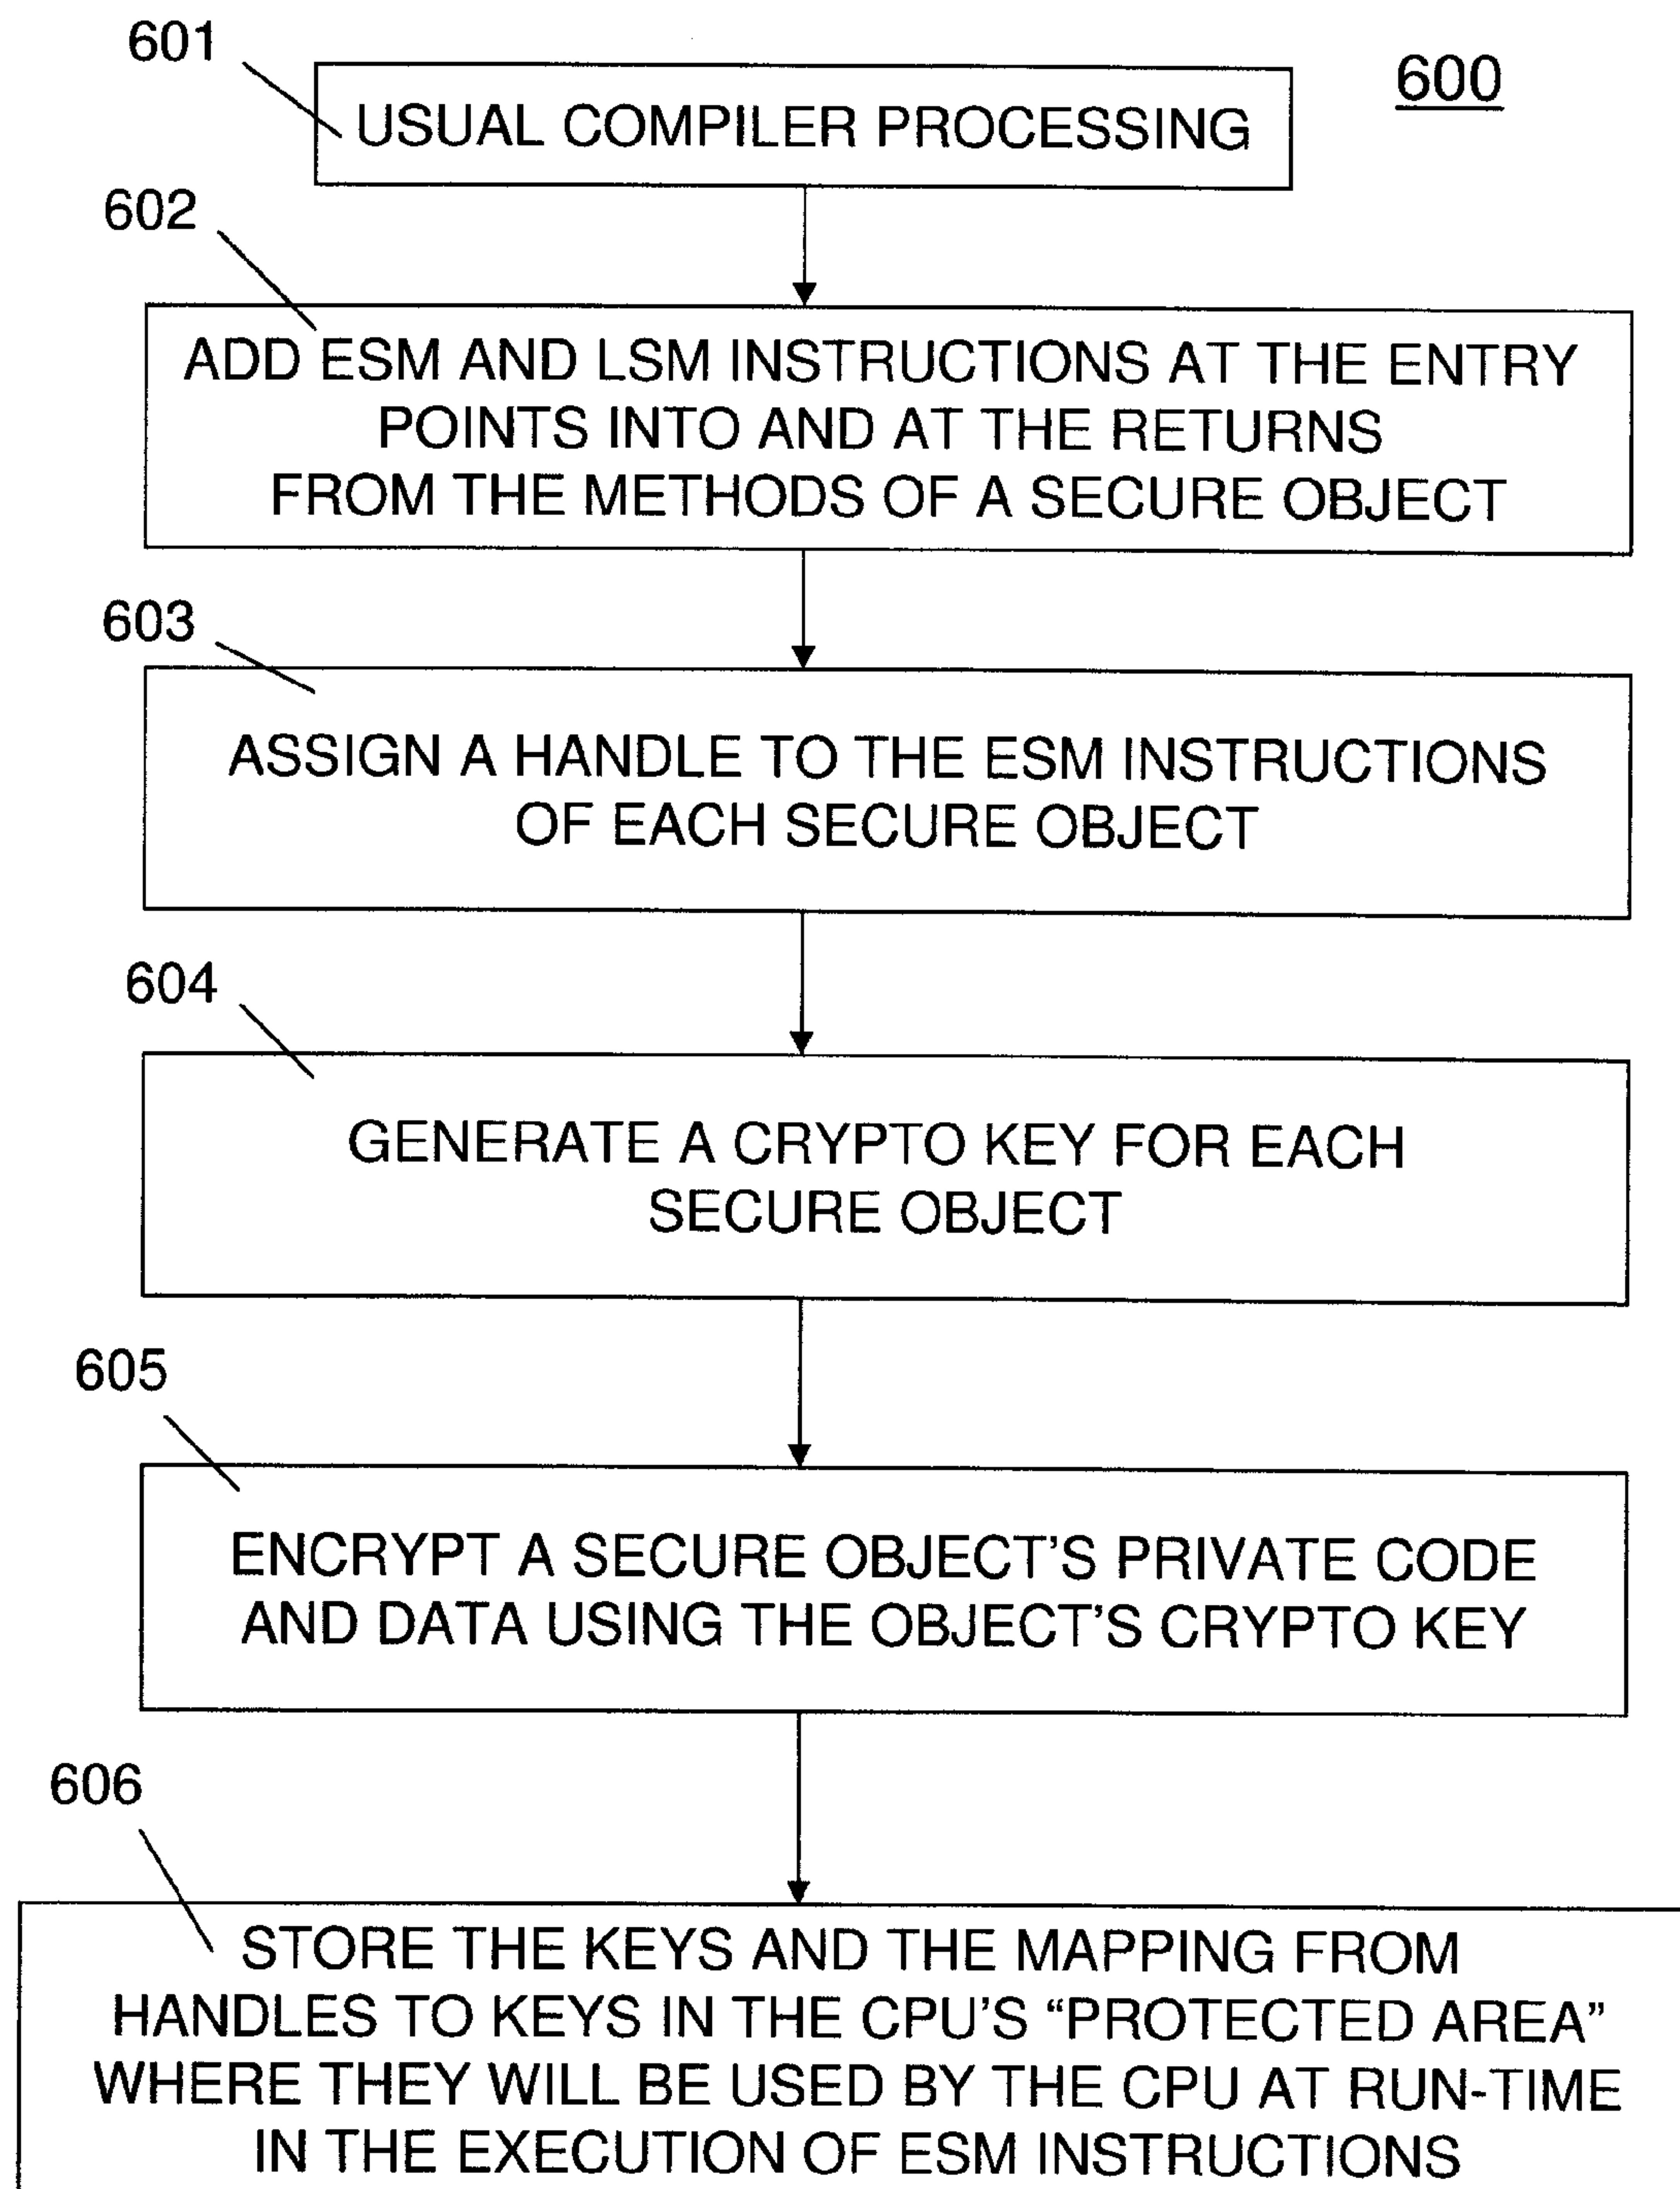 601
600
USUAL COMPILER PROCESSING
602
ADD ESM AND LSM INSTRUCTIONS AT THE ENTRY
POINTS INTO AND AT THE RETURNS
FROM THE METHODS OF A SECURE OBJECT
603
ASSIGN A HANDLE TO THE ESM INSTRUCTIONS
OF EACH SECURE OBJECT
604
GENERATE A CRYPTO KEY FOR EACH
SECURE OBJECT
605
ENCRYPT A SECURE OBJECT'S PRIVATE CODE
AND DATA USING THE OBJECT'S CRYPTO KEY
606
STORE THE KEYS AND THE MAPPING FROM
HANDLES TO KEYS IN THE CPU'S “PROTECTED AREA”
WHERE THEY WILL BE USED BY THE CPU AT RUN-TIME
IN THE EXECUTION OF ESM INSTRUCTIONS